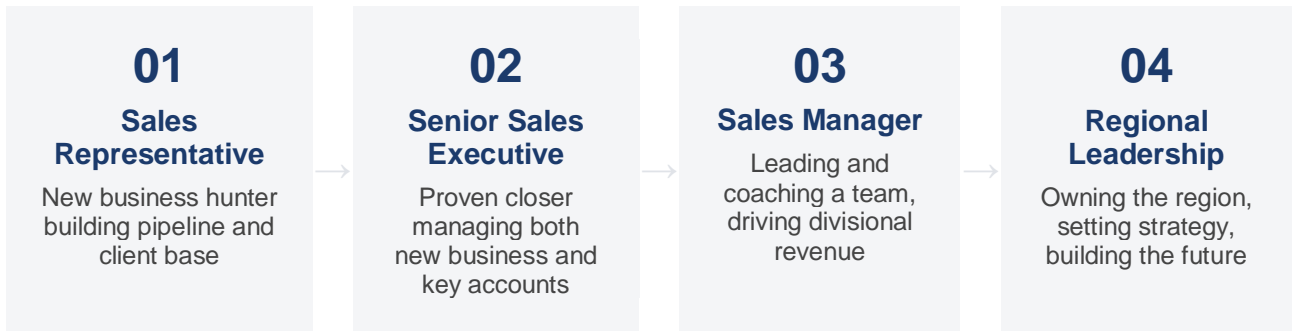 01
Sales
Representative
New business hunter
building pipeline and
client base
→
02
Senior Sales
Executive
Proven closer
managing both
new business and
key accounts
→
03
Sales Manager
Leading and
coaching a team,
driving divisional
revenue
→
04
Regional
Leadership
Owning the region,
setting strategy,
building the future